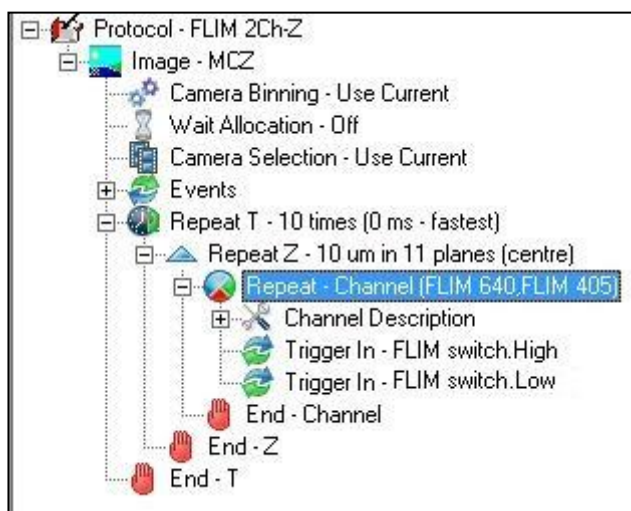 Protocol - FLIM 2Ch-Z
Image - MCZ
Camera Binning - Use Current
Wait Allocation - Off
Camera Selection - Use Current
Events
Repeat T - 10 times (0 ms - fastest)
Repeat Z - 10 um in 11 planes (centre)
Repeat - Channel (FLIM 640,FLIM 405)
Channel Description
Trigger In - FLIM switch.High
Trigger In - FLIM switch.Low
End - Channel
End - Z
End - T